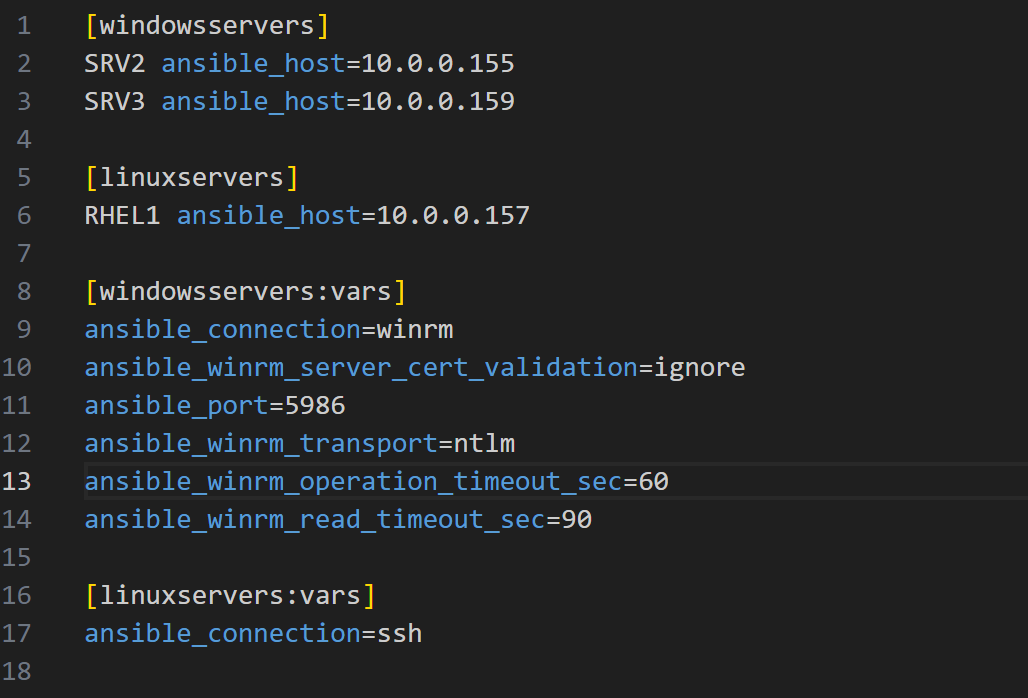 1 [windowsservers]
2 SRV2 ansible_host=10.0.0.155
3 SRV3 ansible_host=10.0.0.159
4
5 [linuxservers]
6 RHEL1 ansible_host=10.0.0.157
7
8 [windowsservers:vars]
9 ansible_connection=winrm
10 ansible_winrm_server_cert_validation=ignore
11 ansible_port=5986
12 ansible_winrm_transport=ntlm
13 ansible_winrm_operation_timeout_sec=60
14 ansible_winrm_read_timeout_sec=90
15
16 [linuxservers:vars]
17 ansible_connection=ssh
18